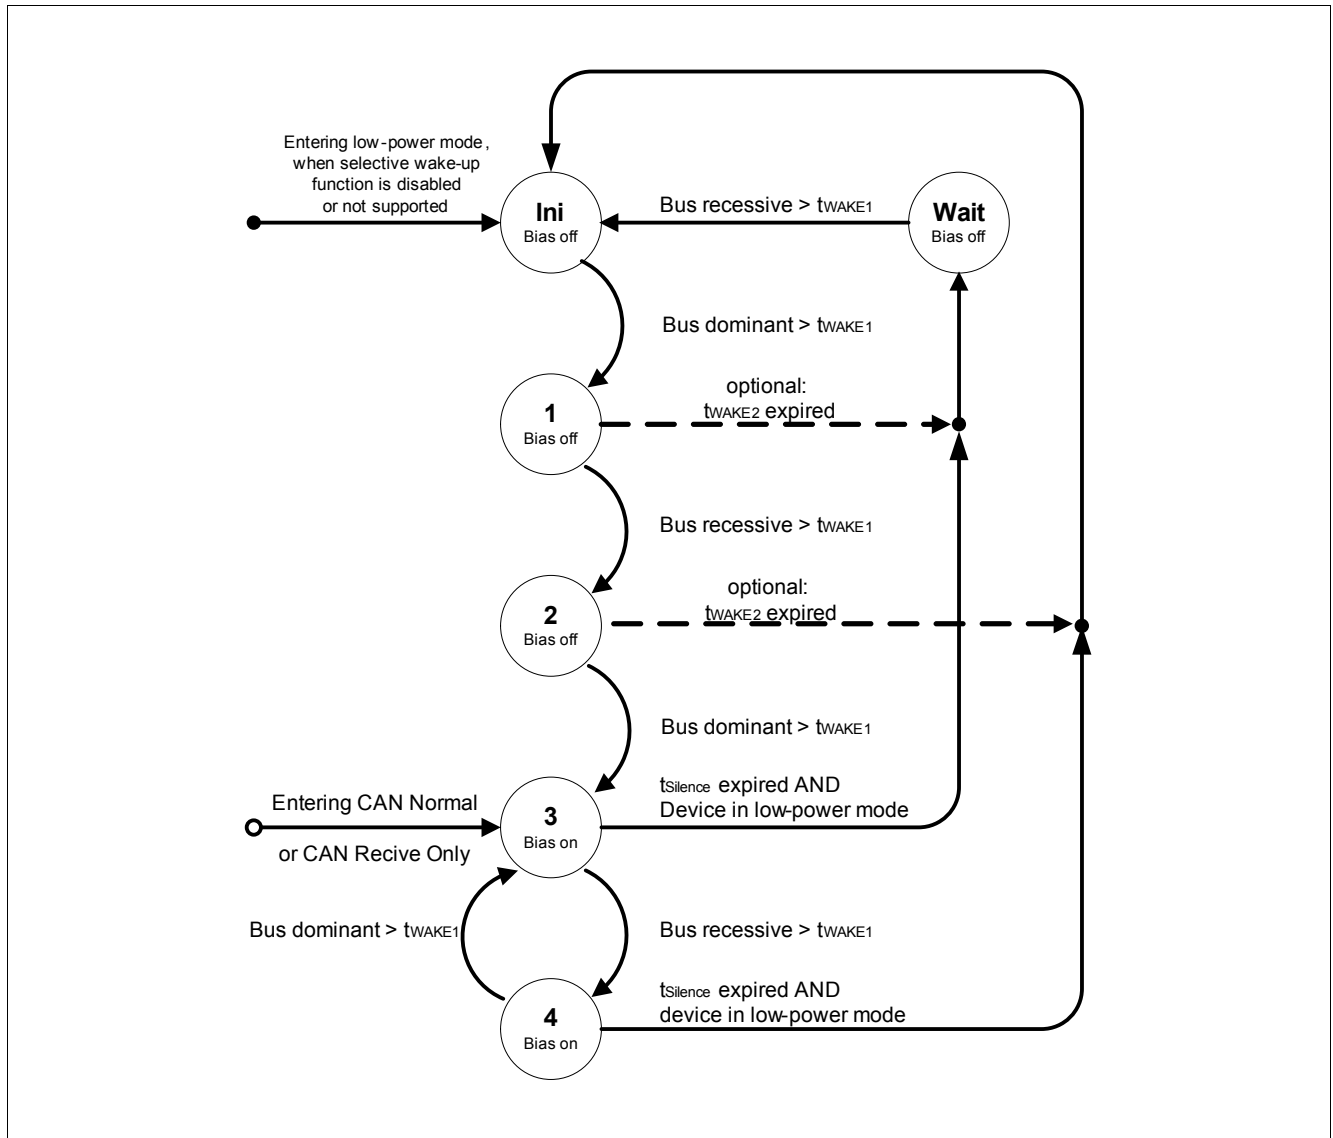 Entering low-power mode,
when selective wake-up
function is disabled
or not supported
Ini
Bias off
Bus recessive > tWAKE1
Wait
Bias off
Bus dominant > tWAKE1
1
Bias off
optional:
tWAKE2 expired
Bus recessive > tWAKE1
2
Bias off
optional:
tWAKE2 expired
Bus dominant > tWAKE1
Entering CAN Normal
or CAN Recive Only
3
Bias on
tSilence expired AND
Device in low-power mode
Bus dominant > tWAKE1
Bus recessive > tWAKE1
4
Bias on
tSilence expired AND
device in low-power mode